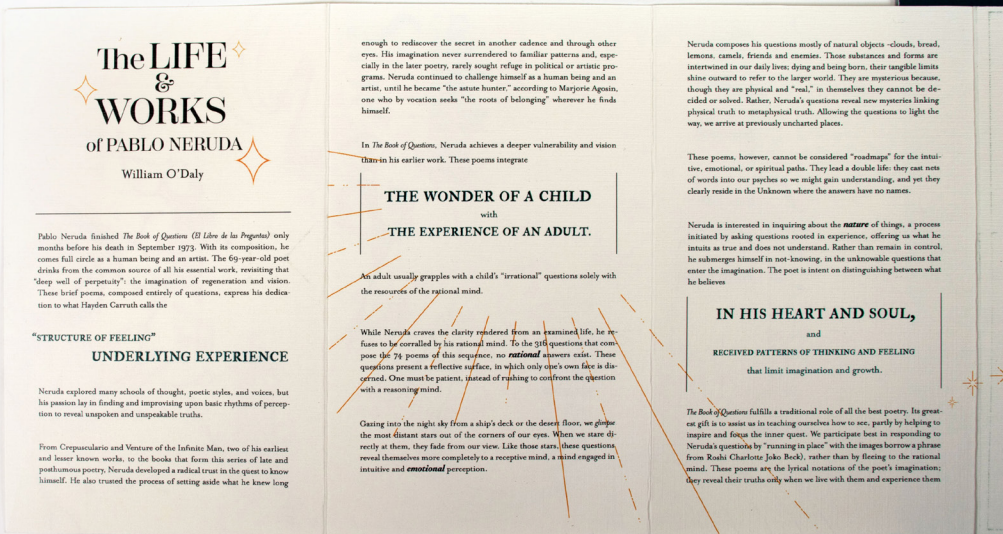 The LIFE
&
WORKS
of PABLO NERUDA
William O'Daly
Pablo Neruda finished The Book of Questions (El Libro de las Preguntas) only
months before his death in September 1973. With its composition, he
comes full circle as a human being and an artist. The 69-year-old poet
drinks from the common source of all his essential work, revisiting that
"deep well of perpetuity": the imagination of regeneration and vision.
These brief poems, composed entirely of questions, express his dedica-
tion to what Hayden Carruth calls the
"STRUCTURE OF FEELING"
UNDERLYING EXPERIENCE
Neruda explored many schools of thought, poetic styles, and voices, but
his passion lay in finding and improvising upon basic rhythms of percep-
tion to reveal unspoken and unspeakable truths.
From Crepusculario and Venture of the Infinite Man, two of his earliest
and lesser known works, to the books that form this series of late and
posthumous poetry, Neruda developed a radical trust in the quest to know
himself. He also trusted the process of setting aside what he knew long
enough to rediscover the secret in another cadence and through other
eyes. His imagination never surrendered to familiar patterns and, espe-
cially in the later poetry, rarely sought refuge in political or artistic pro-
grams. Neruda continued to challenge himself as a human being and an
artist, until he became "the astute hunter," according to Marjorie Agosin,
one who by vocation seeks "the roots of belonging" wherever he finds
himself.
In The Book of Questions, Neruda achieves a deeper vulnerability and vision
than in his earlier work. These poems integrate
THE WONDER OF A CHILD
with
THE EXPERIENCE OF AN ADULT.
An adult usually grapples with a child's "irrational" questions solely with
the resources of the rational mind.
While Neruda craves the clarity rendered from an examined life, he re-
fuses to be corralled by his rational mind. To the 316 questions that com-
pose the 74 poems of this sequence, no rational answers exist. These
questions present a reflective surface, in which only one's own face is dis-
cerned. One must be patient, instead of rushing to confront the question
with a reasoning mind.
Gazing into the night sky from a ship's deck or the desert floor, we glimpse
the most distant stars out of the corners of our eyes. When we stare di-
rectly at them, they fade from our view. Like those stars, these questions
reveal themselves more completely to a receptive mind, a mind engaged in
intuitive and emotional perception.
Neruda composes his questions mostly of natural objects -clouds, bread,
lemons, camels, friends and enemies. Those substances and forms are
intertwined in our daily lives; dying and being born, their tangible limits
shine outward to refer to the larger world. They are mysterious because,
though they are physical and "real," in themselves they cannot be de-
cided or solved. Rather, Neruda's questions reveal new mysteries linking
physical truth to metaphysical truth. Allowing the questions to light the
way, we arrive at previously uncharted places.
These poems, however, cannot be considered "roadmaps" for the intui-
tive, emotional, or spiritual paths. They lead a double life: they cast nets
of words into our psyches so we might gain understanding, and yet they
clearly reside in the Unknown where the answers have no names.
Neruda is interested in inquiring about the nature of things, a process
initiated by asking questions rooted in experience, offering us what he
intuits as true and does not understand. Rather than remain in control,
he submerges himself in not-knowing, in the unknowable questions that
enter the imagination. The poet is intent on distinguishing between what
he believes
IN HIS HEART AND SOUL,
and
RECEIVED PATTERNS OF THINKING AND FEELING
that limit imagination and growth.
The Book of Questions fulfills a traditional role of all the best poetry. Its great-
est gift is to assist us in teaching ourselves how to see, partly by helping to
inspire and focus the inner quest. We participate best in responding to
Neruda's questions by "running in place" with the images borrow a phrase
from Roshi Charlotte Joko Beck), rather than by fleeing to the rational
mind. These poems are the lyrical notations of the poet's imagination;
they reveal their truths only when we live with them and experience them